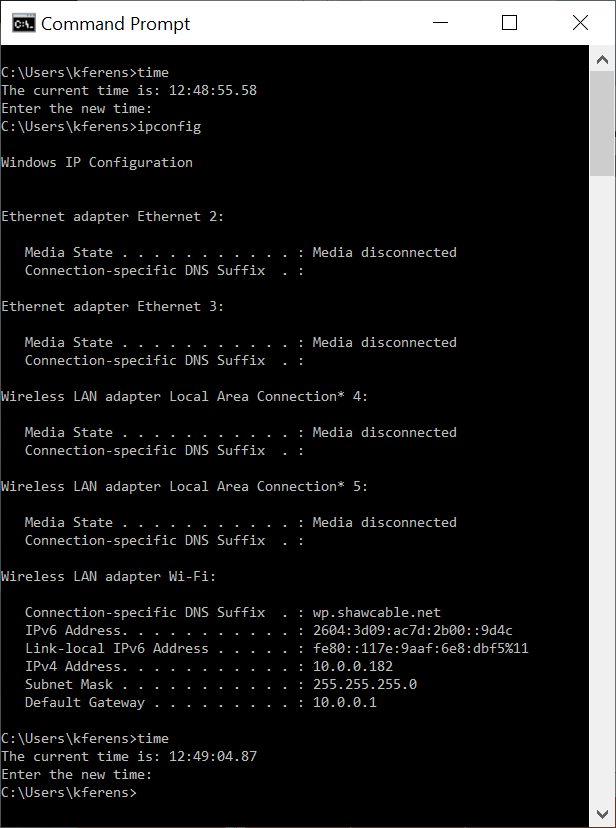 Command Prompt
C:\Users\kferens>time
The current time is: 12:48:55.58
Enter the new time:
C:\Users\kferens>ipconfig
Windows IP Configuration
Ethernet adapter Ethernet 2:
   Media State . . . . . . . . . . . : Media disconnected
   Connection-specific DNS Suffix  . :
Ethernet adapter Ethernet 3:
   Media State . . . . . . . . . . . : Media disconnected
   Connection-specific DNS Suffix  . :
Wireless LAN adapter Local Area Connection* 4:
   Media State . . . . . . . . . . . : Media disconnected
   Connection-specific DNS Suffix  . :
Wireless LAN adapter Local Area Connection* 5:
   Media State . . . . . . . . . . . : Media disconnected
   Connection-specific DNS Suffix  . :
Wireless LAN adapter Wi-Fi:
   Connection-specific DNS Suffix  . : wp.shawcable.net
   IPv6 Address. . . . . . . . . . . : 2604:3d09:ac7d:2b00::9d4c
   Link-local IPv6 Address . . . . . : fe80::117e:9aaf:6e8:dbf5%11
   IPv4 Address. . . . . . . . . . . : 10.0.0.182
   Subnet Mask . . . . . . . . . . . : 255.255.255.0
   Default Gateway . . . . . . . . . : 10.0.0.1
C:\Users\kferens>time
The current time is: 12:49:04.87
Enter the new time:
C:\Users\kferens>